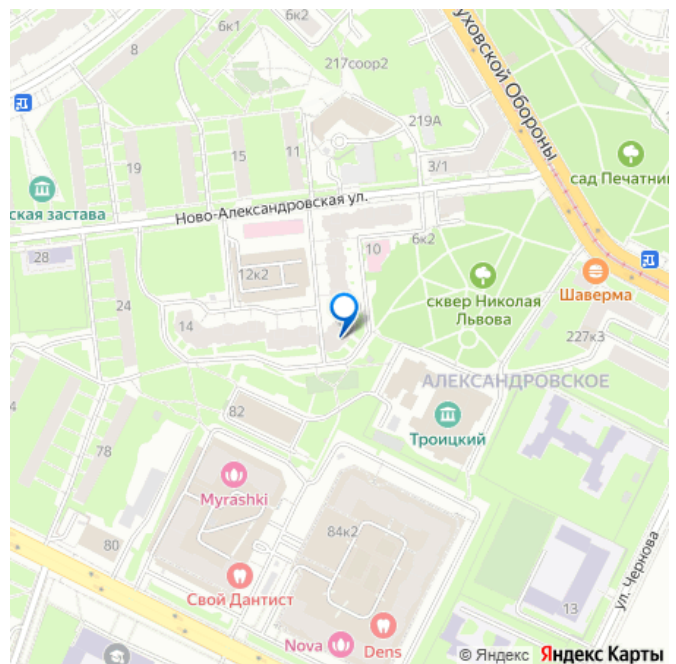 6к1
6к2
8
217соор2
уховской Обороны
219А
19
15
11
3/1
сад Печатник
ская застава
Ново-Александровская ул.
28
12к2
10
6к2
сквер Николая
Львова
Шаверма
24
14
227к3
АЛЕКСАНДРОВСКОЕ
4
82
Троицкий
78
Myrashki
84к2
80
ул. Чернова
Свой Дантист
13
Nova
Dens
© Яндекс Яндекс Карты